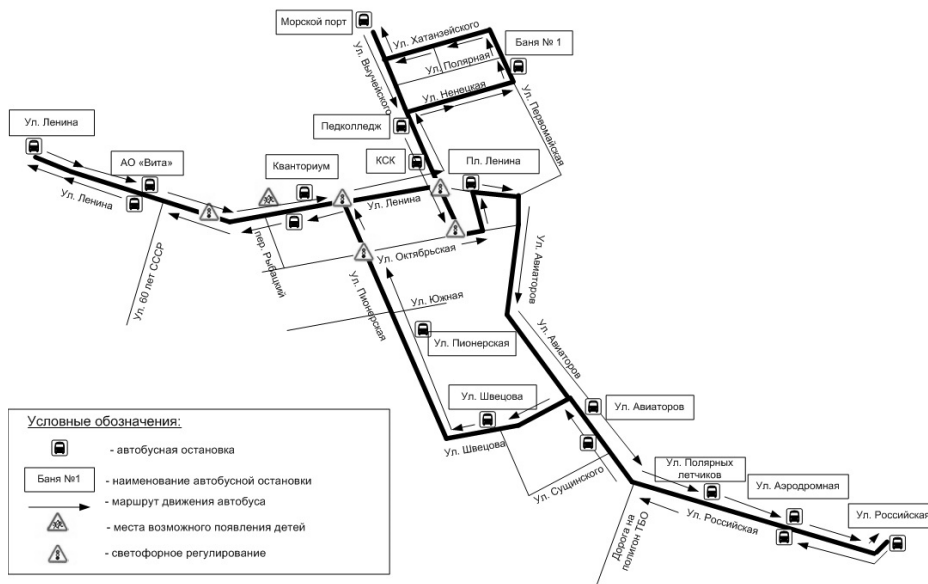 Морской порт
Ул. Хатанзейского
Баня № 1
Ул. Полярная
Ул. Выучейского
Ул. Ненецкая
Ул. Первомайская
Педколледж
Ул. Ленина
АО «Вита»
Кванториум
КСК
Пл. Ленина
Ул. Ленина
Ул. Ленина
пер. Рыбацкий
Ул. Октябрьская
Ул. Авиаторов
Ул. 60 лет СССР
Ул. Пионерская
Ул. Южная
Ул. Пионерская
Ул. Авиаторов
Ул. Швецова
Ул. Авиаторов
Ул. Швецова
Ул. Сущинского
Ул. Полярных
летчиков
Ул. Аэродромная
Ул. Российская
Ул. Российская
Дорога на
полигон ТБО
Условные обозначения:
- автобусная остановка
Баня №1
- наименование автобусной остановки
- маршрут движения автобуса
- места возможного появления детей
- светофорное регулирование